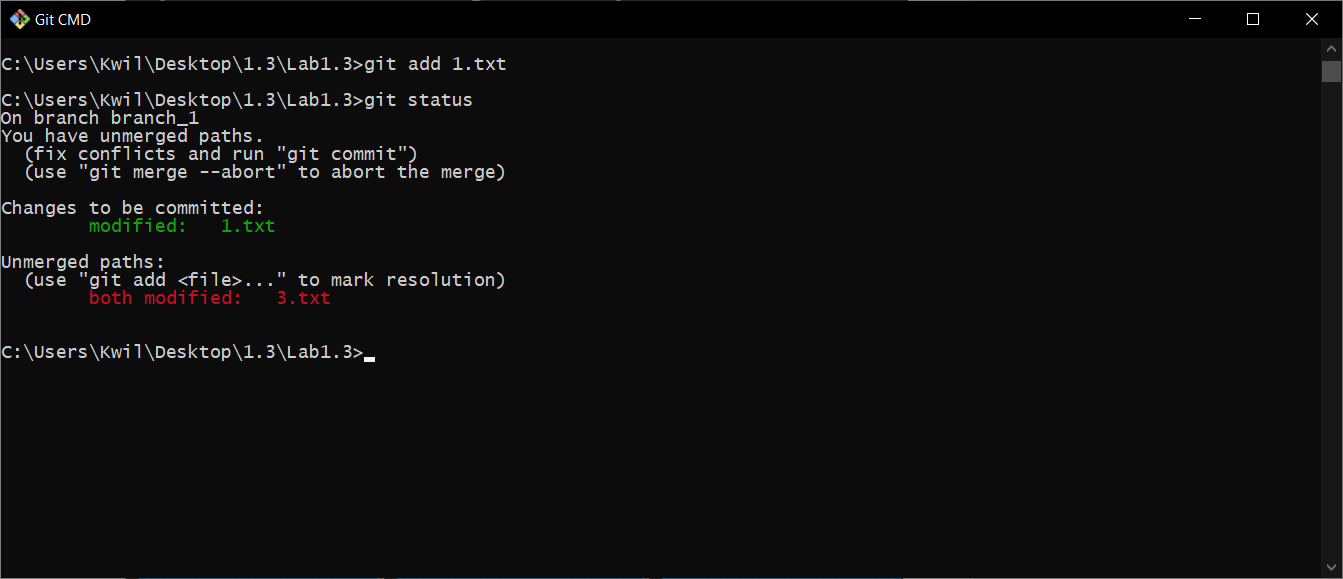 Git CMD
C:\Users\Kwil\Desktop\1.3\Lab1.3>git add 1.txt
C:\Users\Kwil\Desktop\1.3\Lab1.3>git status
On branch branch_1
You have unmerged paths.
  (fix conflicts and run "git commit")
  (use "git merge --abort" to abort the merge)
Changes to be committed:
        modified:   1.txt
Unmerged paths:
  (use "git add <file>..." to mark resolution)
        both modified:   3.txt
C:\Users\Kwil\Desktop\1.3\Lab1.3>